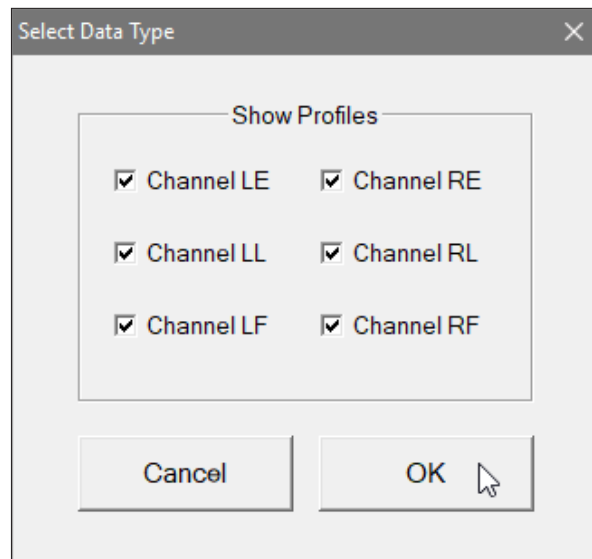 Select Data Type
Show Profiles
Channel LE Channel RE
Channel LL Channel RL
Channel LF Channel RF
Cancel OK